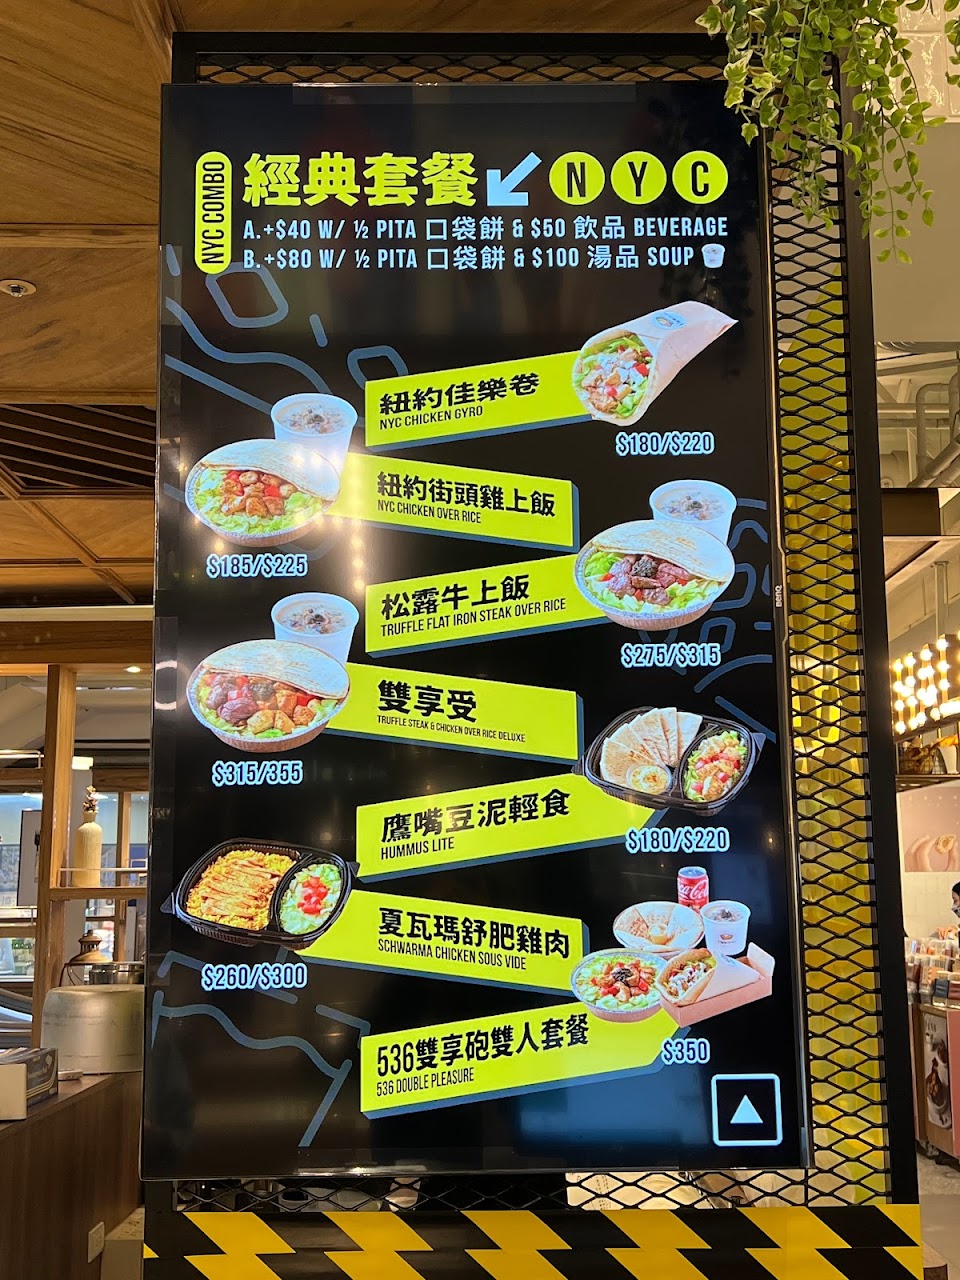 NYC COMBO
經典套餐 NYC
A.+$40 W/ ½ PITA 口袋餅 & $50 飲品 BEVERAGE
B.+$80 W/ ½ PITA 口袋餅 & $100 湯品 SOUP
紐約佳樂卷
NYC CHICKEN GYRO
$180/$220
紐約街頭雞上飯
NYC CHICKEN OVER RICE
$185/$225
松露牛上飯
TRUFFLE FLAT IRON STEAK OVER RICE
$275/$315
雙享受
TRUFFLE STEAK & CHICKEN OVER RICE DELUXE
$315/355
鷹嘴豆泥輕食
HUMMUS LITE
$180/$220
夏瓦瑪舒肥雞肉
SCHWARMA CHICKEN SOUS VIDE
$260/$300
536雙享砲雙人套餐
536 DOUBLE PLEASURE
$350
Coca-Cola
BenQ